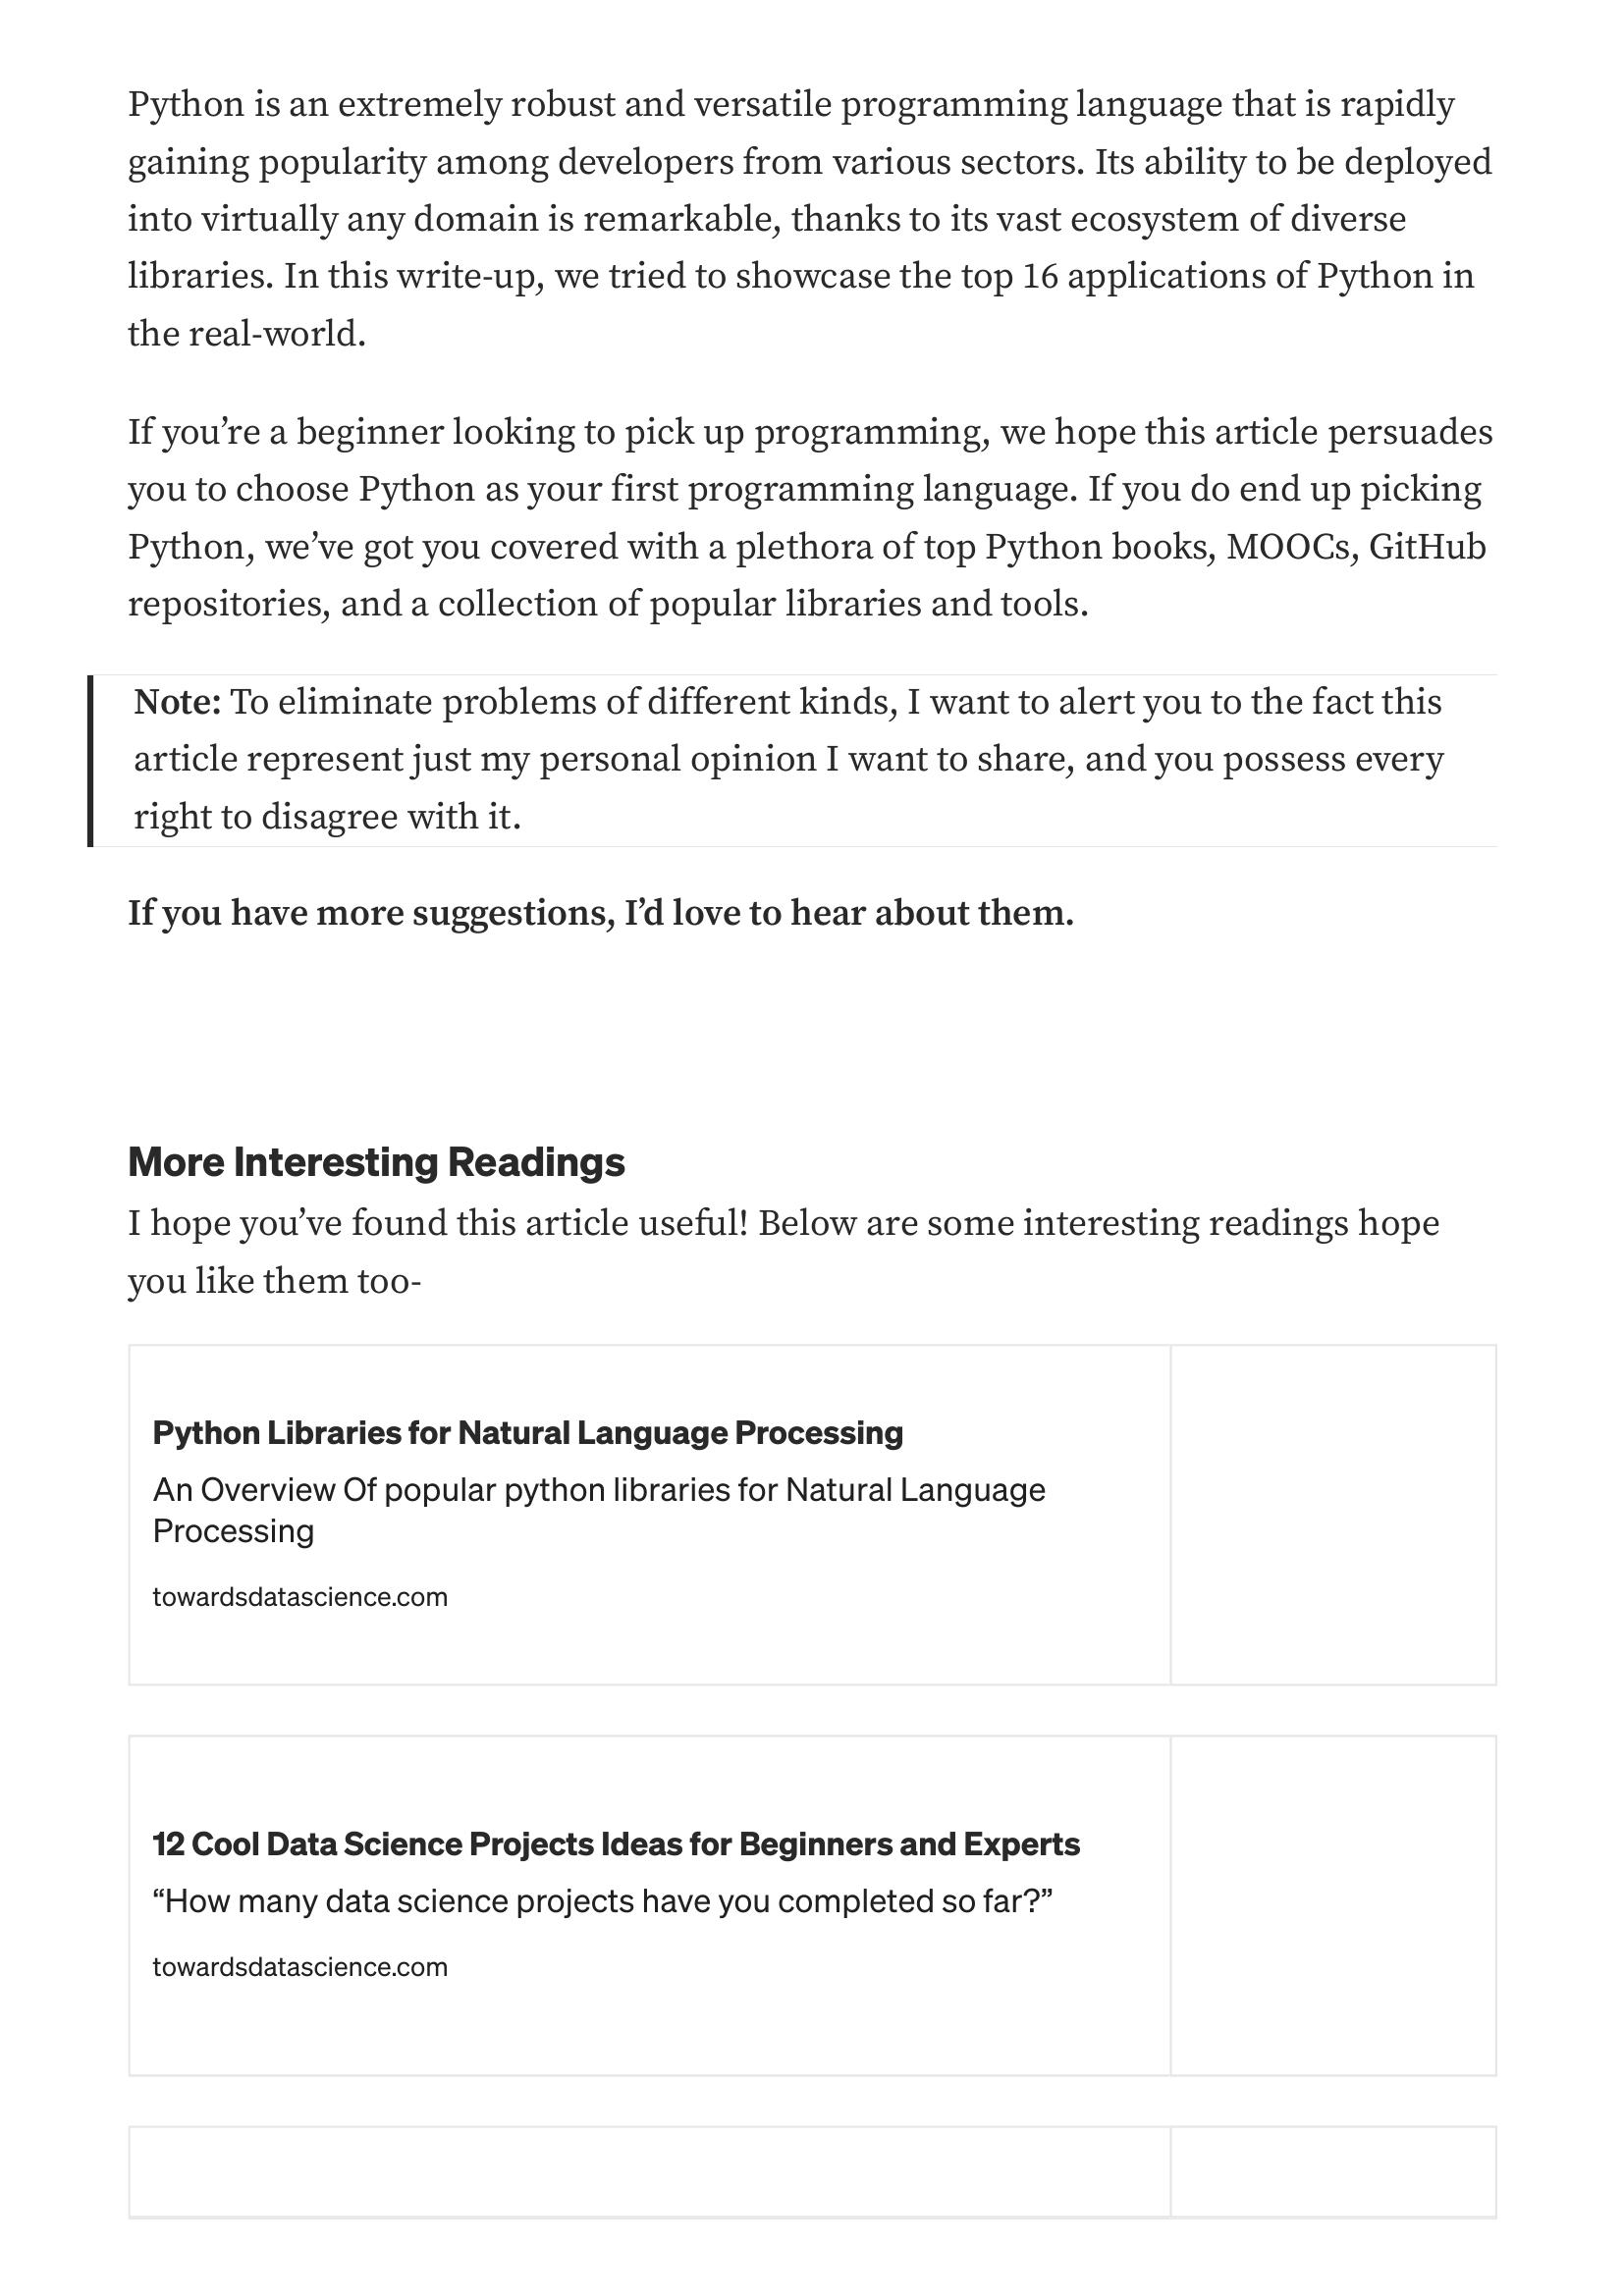 Python is an extremely robust and versatile programming language that is rapidly
gaining popularity among developers from various sectors. Its ability to be deployed
into virtually any domain is remarkable, thanks to its vast ecosystem of diverse
libraries. In this write-up, we tried to showcase the top 16 applications of Python in
the real-world.
If you’re a beginner looking to pick up programming, we hope this article persuades
you to choose Python as your first programming language. If you do end up picking
Python, we’ve got you covered with a plethora of top Python books, MOOCs, GitHub
repositories, and a collection of popular libraries and tools.
Note: To eliminate problems of different kinds, I want to alert you to the fact this
article represent just my personal opinion I want to share, and you possess every
right to disagree with it.
If you have more suggestions, I’d love to hear about them.
More Interesting Readings
I hope you’ve found this article useful! Below are some interesting readings hope
you like them too-
Python Libraries for Natural Language Processing
An Overview Of popular python libraries for Natural Language
Processing
towardsdatascience.com
12 Cool Data Science Projects Ideas for Beginners and Experts
“How many data science projects have you completed so far?”
towardsdatascience.com